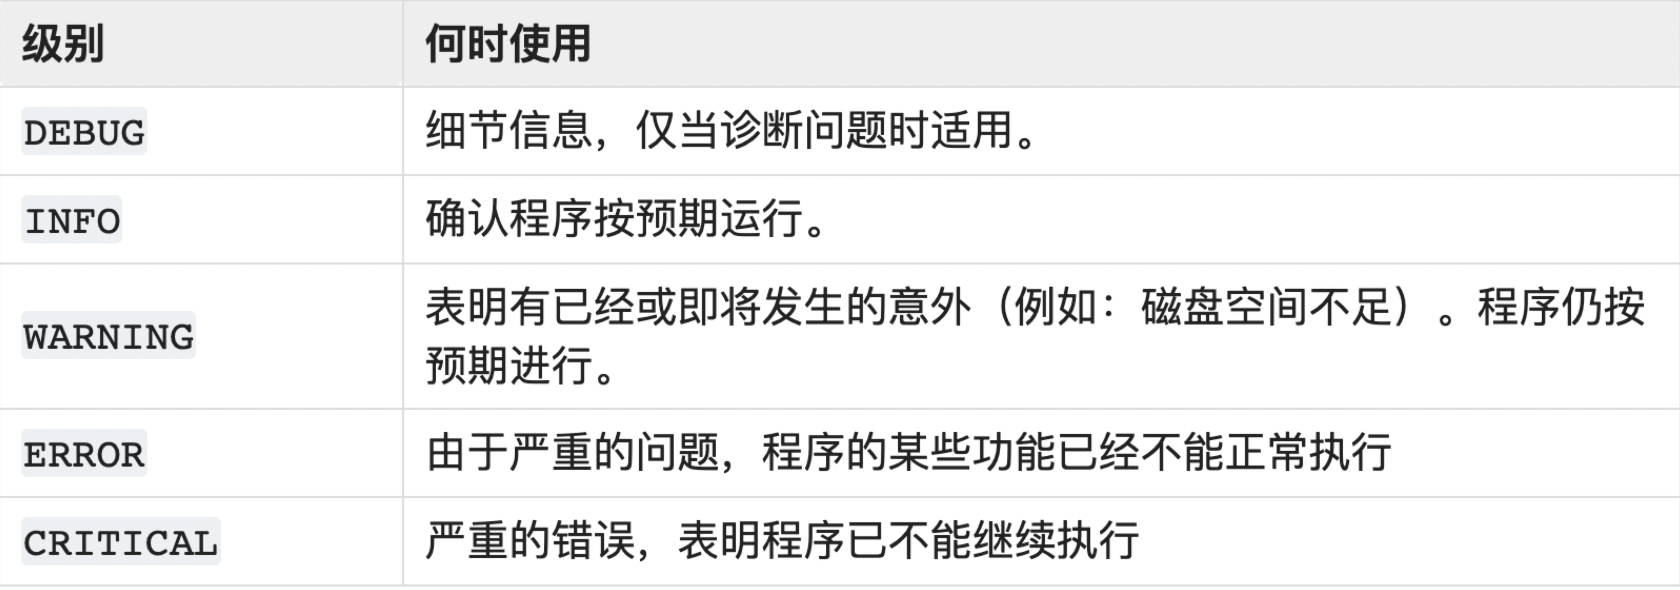 级别 何时使用
DEBUG 细节信息，仅当诊断问题时适用。
INFO 确认程序按预期运行。
WARNING 表明有已经或即将发生的意外（例如：磁盘空间不足）。程序仍按
预期进行。
ERROR 由于严重的问题，程序的某些功能已经不能正常执行
CRITICAL 严重的错误，表明程序已不能继续执行